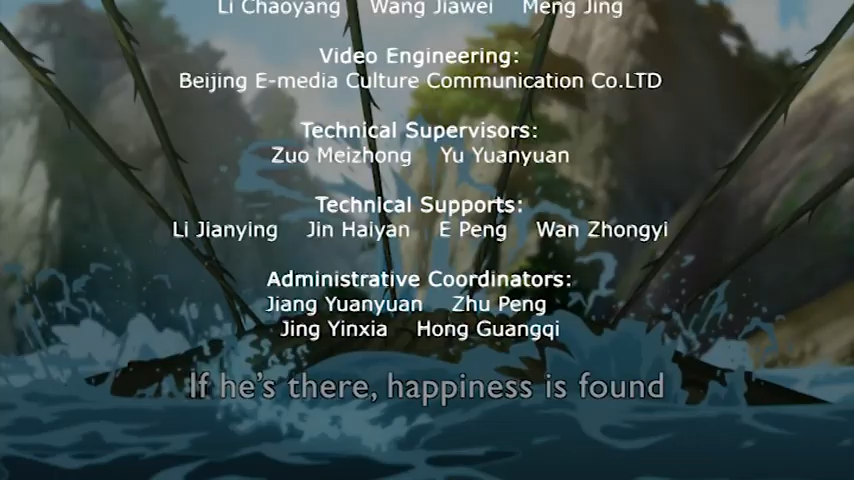 Li Chaoyang Wang Jiawei Meng Jing
Video Engineering:
Beijing E-media Culture Communication Co.LTD
Technical Supervisors:
Zuo Meizhong Yu Yuanyuan
Technical Supports:
Li Jianying Jin Haiyan E Peng Wan Zhongyi
Administrative Coordinators:
Jiang Yuanyuan Zhu Peng
Jing Yinxia Hong Guangqi
If he's there, happiness is found